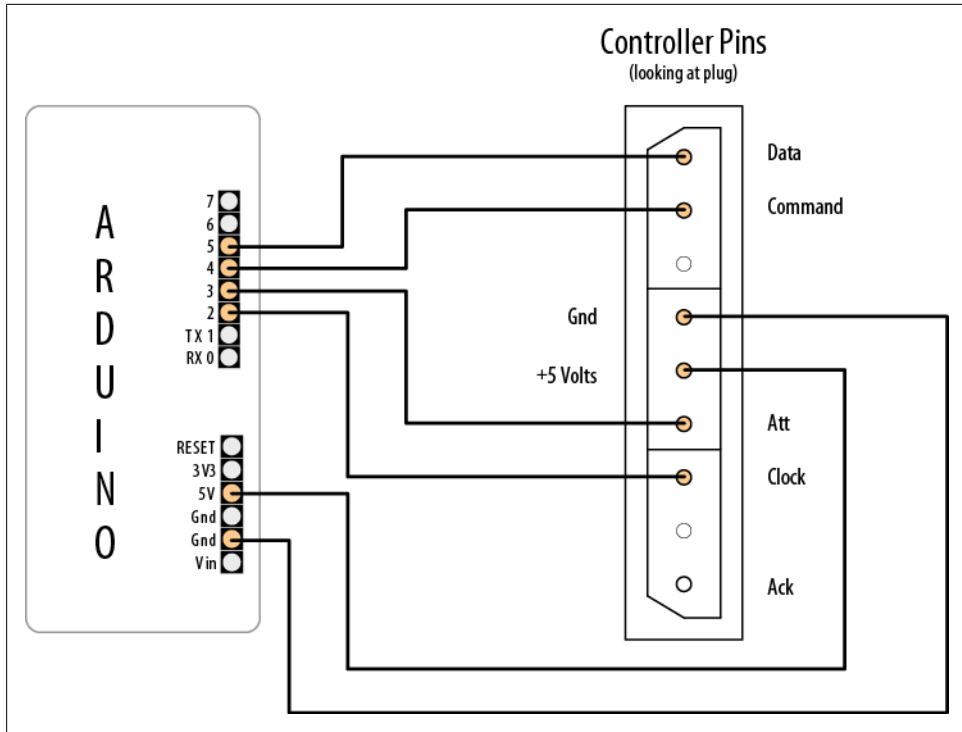 Controller Pins
(looking at plug)
ARDUINO
7
6
5
4
3
2
TX 1
RX 0
RESET
3V3
5V
Gnd
Gnd
Vin
Data
Command
Gnd
+5 Volts
Att
Clock
Ack